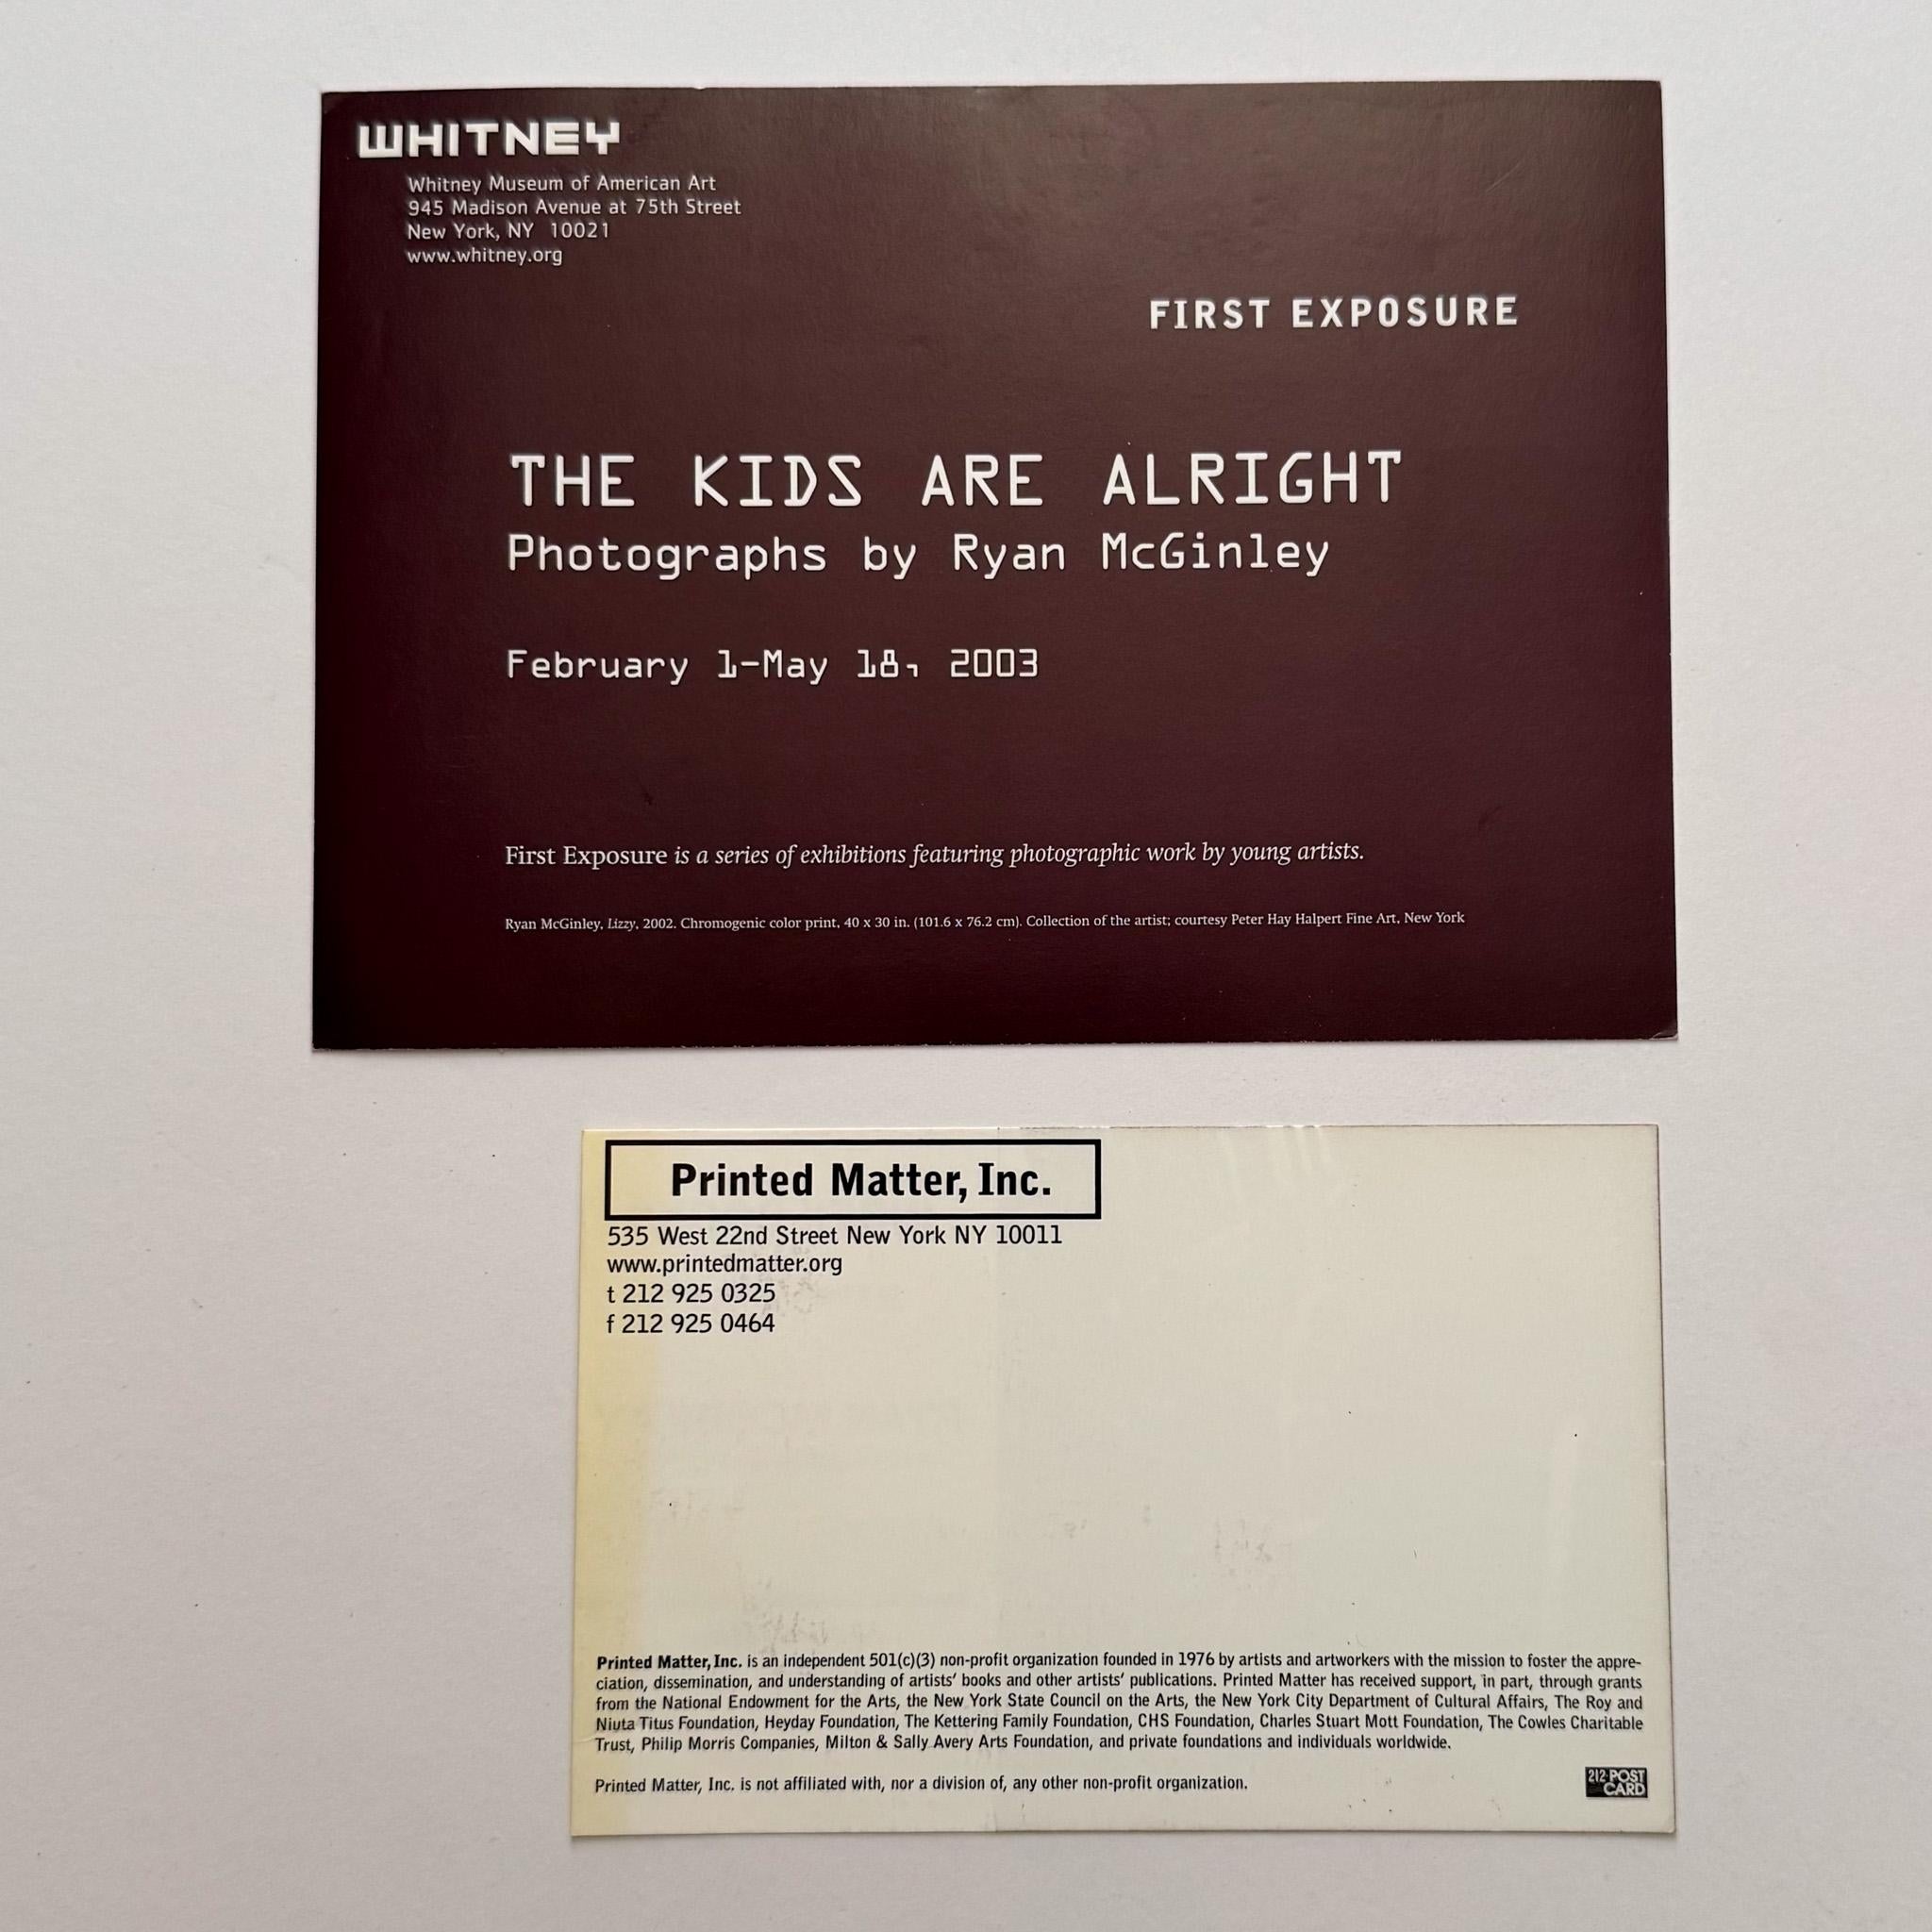 WHITNEY
Whitney Museum of American Art
945 Madison Avenue at 75th Street
New York, NY 10021
www.whitney.org
FIRST EXPOSURE
THE KIDS ARE ALRIGHT
Photographs by Ryan McGinley
February 1–May 18, 2003
First Exposure is a series of exhibitions featuring photographic work by young artists.
Ryan McGinley, Lizzy, 2002. Chromogenic color print, 40 x 30 in. (101.6 x 76.2 cm). Collection of the artist; courtesy Peter Hay Halpert Fine Art, New York
Printed Matter, Inc.
535 West 22nd Street New York NY 10011
www.printedmatter.org
t 212 925 0325
f 212 925 0464
Printed Matter, Inc. is an independent 501(c)(3) non-profit organization founded in 1976 by artists and artworkers with the mission to foster the appre-
ciation, dissemination, and understanding of artists' books and other artists' publications. Printed Matter has received support, in part, through grants
from the National Endowment for the Arts, the New York State Council on the Arts, the New York City Department of Cultural Affairs, The Roy and
Niuta Titus Foundation, Heyday Foundation, The Kettering Family Foundation, CHS Foundation, Charles Stuart Mott Foundation, The Cowles Charitable
Trust, Philip Morris Companies, Milton & Sally Avery Arts Foundation, and private foundations and individuals worldwide.
Printed Matter, Inc. is not affiliated with, nor a division of, any other non-profit organization.
212 POST
CARD